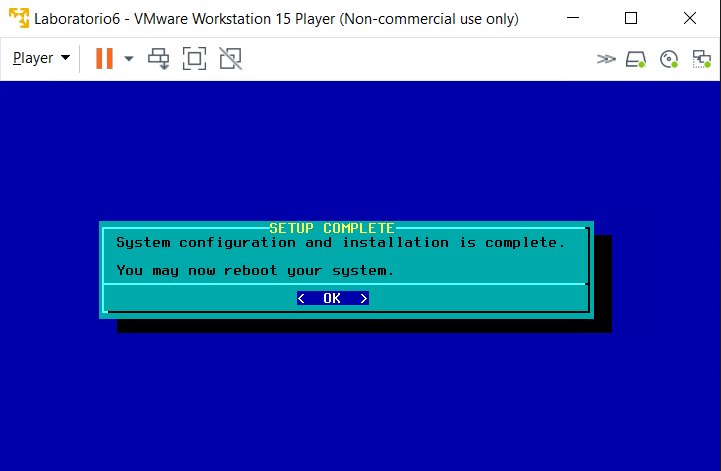 Laboratorio6 - VMware Workstation 15 Player (Non-commercial use only)
Player
SETUP COMPLETE
System configuration and installation is complete.
You may now reboot your system.
< OK >